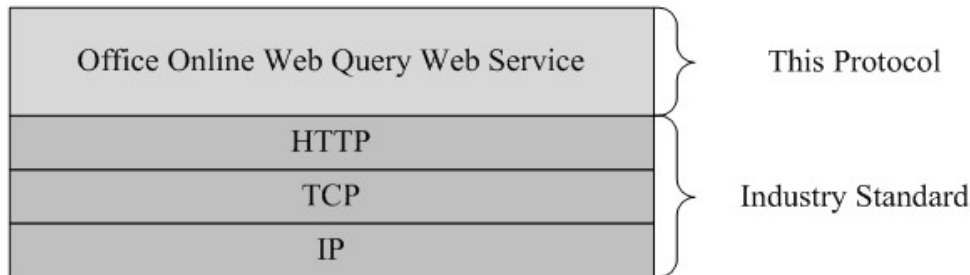 Office Online Web Query Web Service
This Protocol
HTTP
TCP
Industry Standard
IP